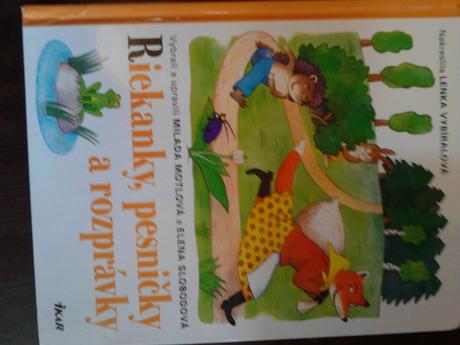 Nakreslila LENKA VYBÍRALOVÁ
Vybrali a upravili MILADA MOTLOVÁ a ELENA SLOBODOVÁ
Riekanky, pesničky
a rozprávky
IKAR